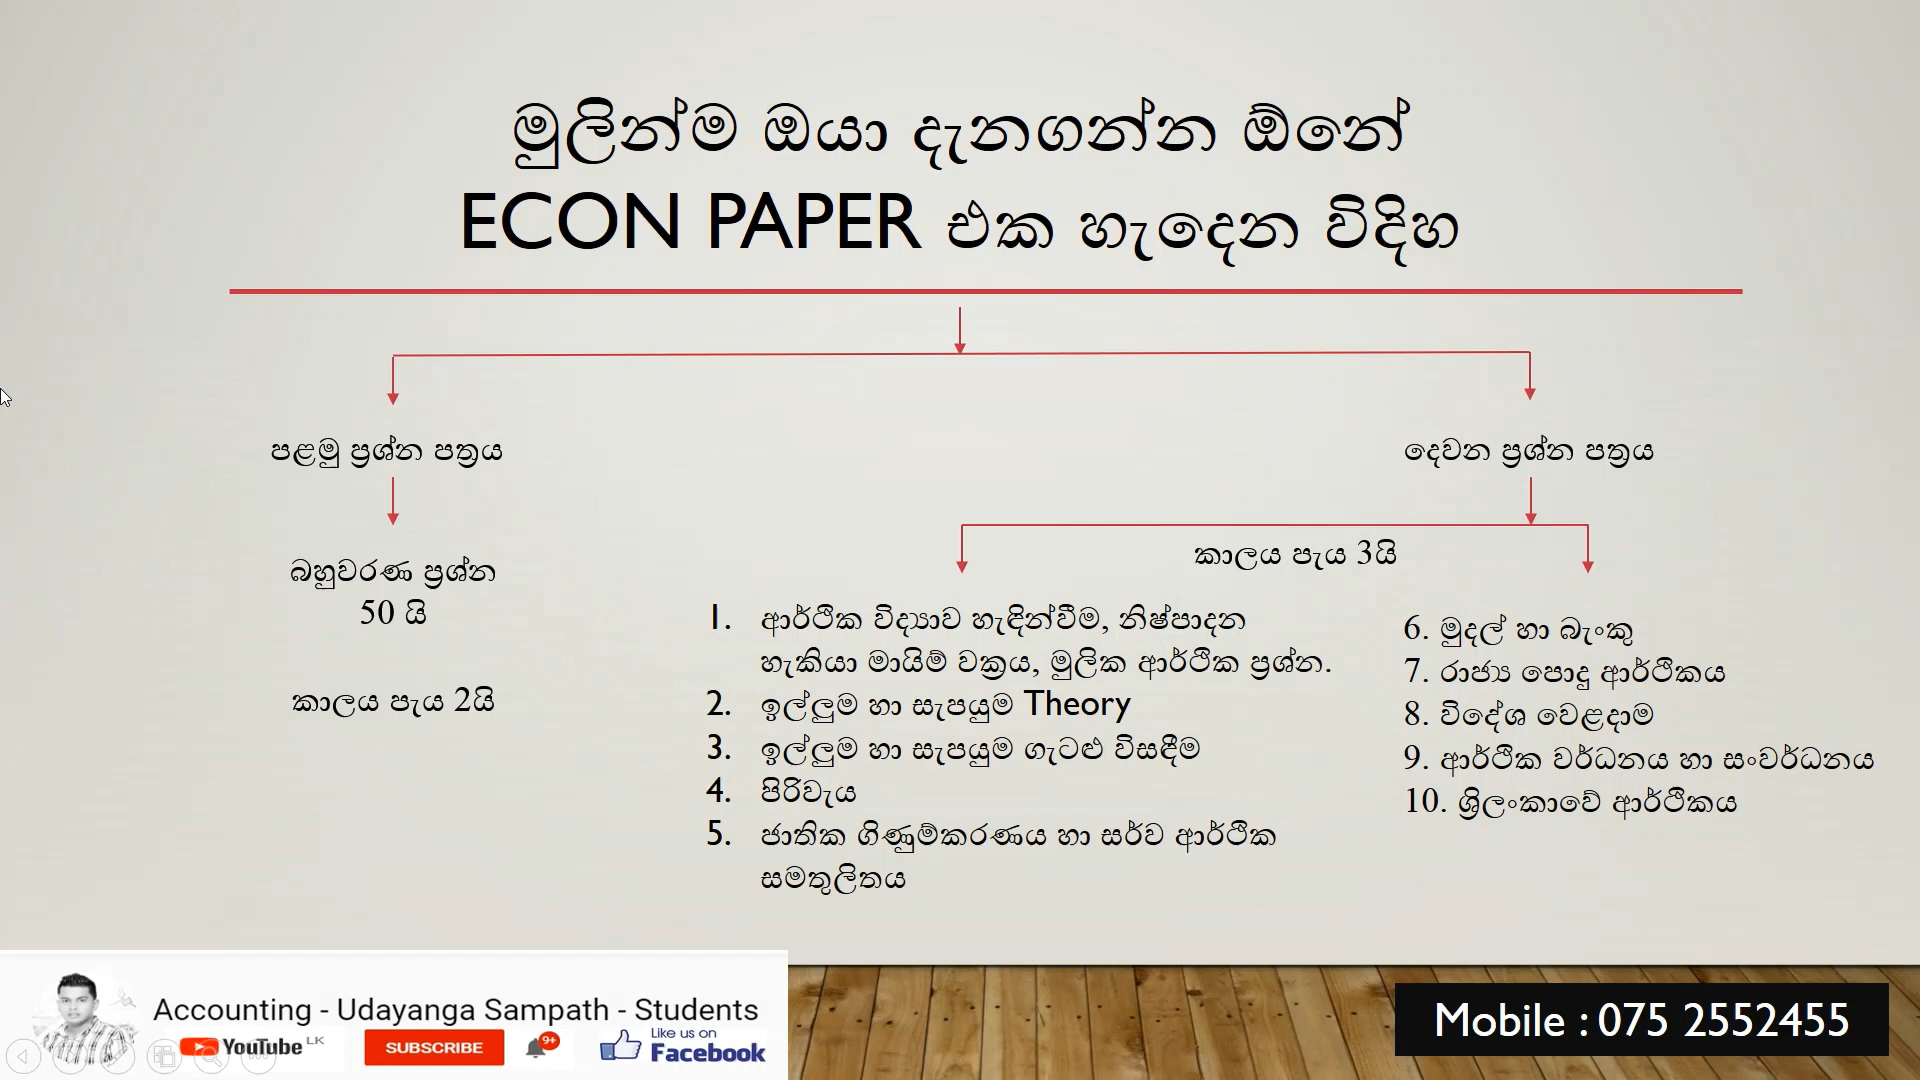 මුලින්ම ඔයා දැනගන්න ඕනේ
ECON PAPER එක හැදෙන විදිහ
පළමු ප්‍රශ්න පත්‍රය
බහුවරණ ප්‍රශ්න
50 යි
කාලය පැය 2යි
දෙවන ප්‍රශ්න පත්‍රය
කාලය පැය 3යි
1. ආර්ථික විද්‍යාව හැඳින්වීම, නිෂ්පාදන
හැකියා මායිම් වක්‍රය, මුලික ආර්ථික ප්‍රශ්න.
2. ඉල්ලුම හා සැපයුම Theory
3. ඉල්ලුම හා සැපයුම ගැටළු විසඳීම
4. පිරිවැය
5. ජාතික ගිණුම්කරණය හා සර්ව ආර්ථික
සමතුලිතය
6. මුදල් හා බැංකු
7. රාජ්‍ය පොදු ආර්ථිකය
8. විදේශ වෙළදාම
9. ආර්ථික වර්ධනය හා සංවර්ධනය
10. ශ්‍රිලංකාවේ ආර්ථිකය
Accounting - Udayanga Sampath - Students
YouTube LK
SUBSCRIBE
9+
Like us on
Facebook
Mobile : 075 2552455